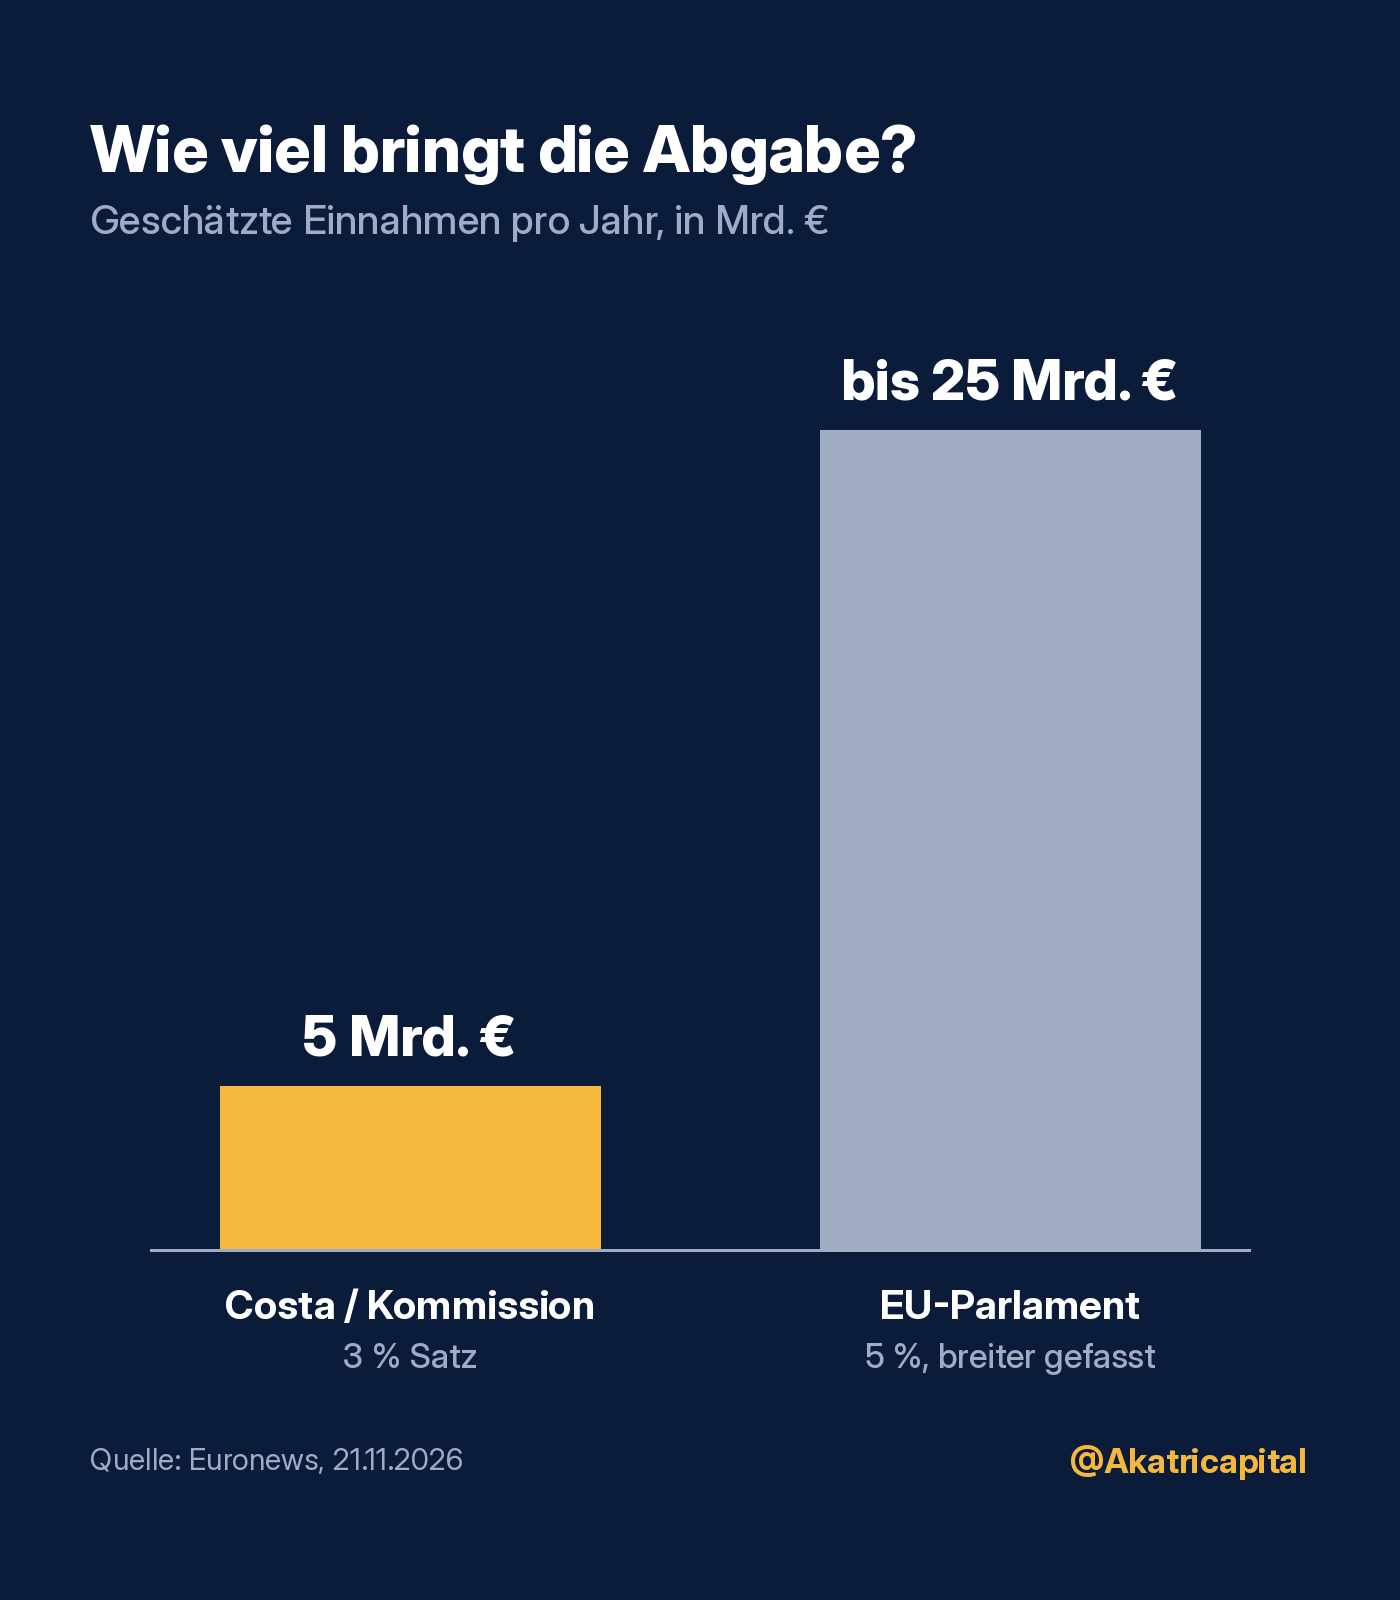 Wie viel bringt die Abgabe?
Geschätzte Einnahmen pro Jahr, in Mrd. €
bis 25 Mrd. €
5 Mrd. €
Costa / Kommission
3 % Satz
EU-Parlament
5 %, breiter gefasst
Quelle: Euronews, 21.11.2026
@Akatricapital